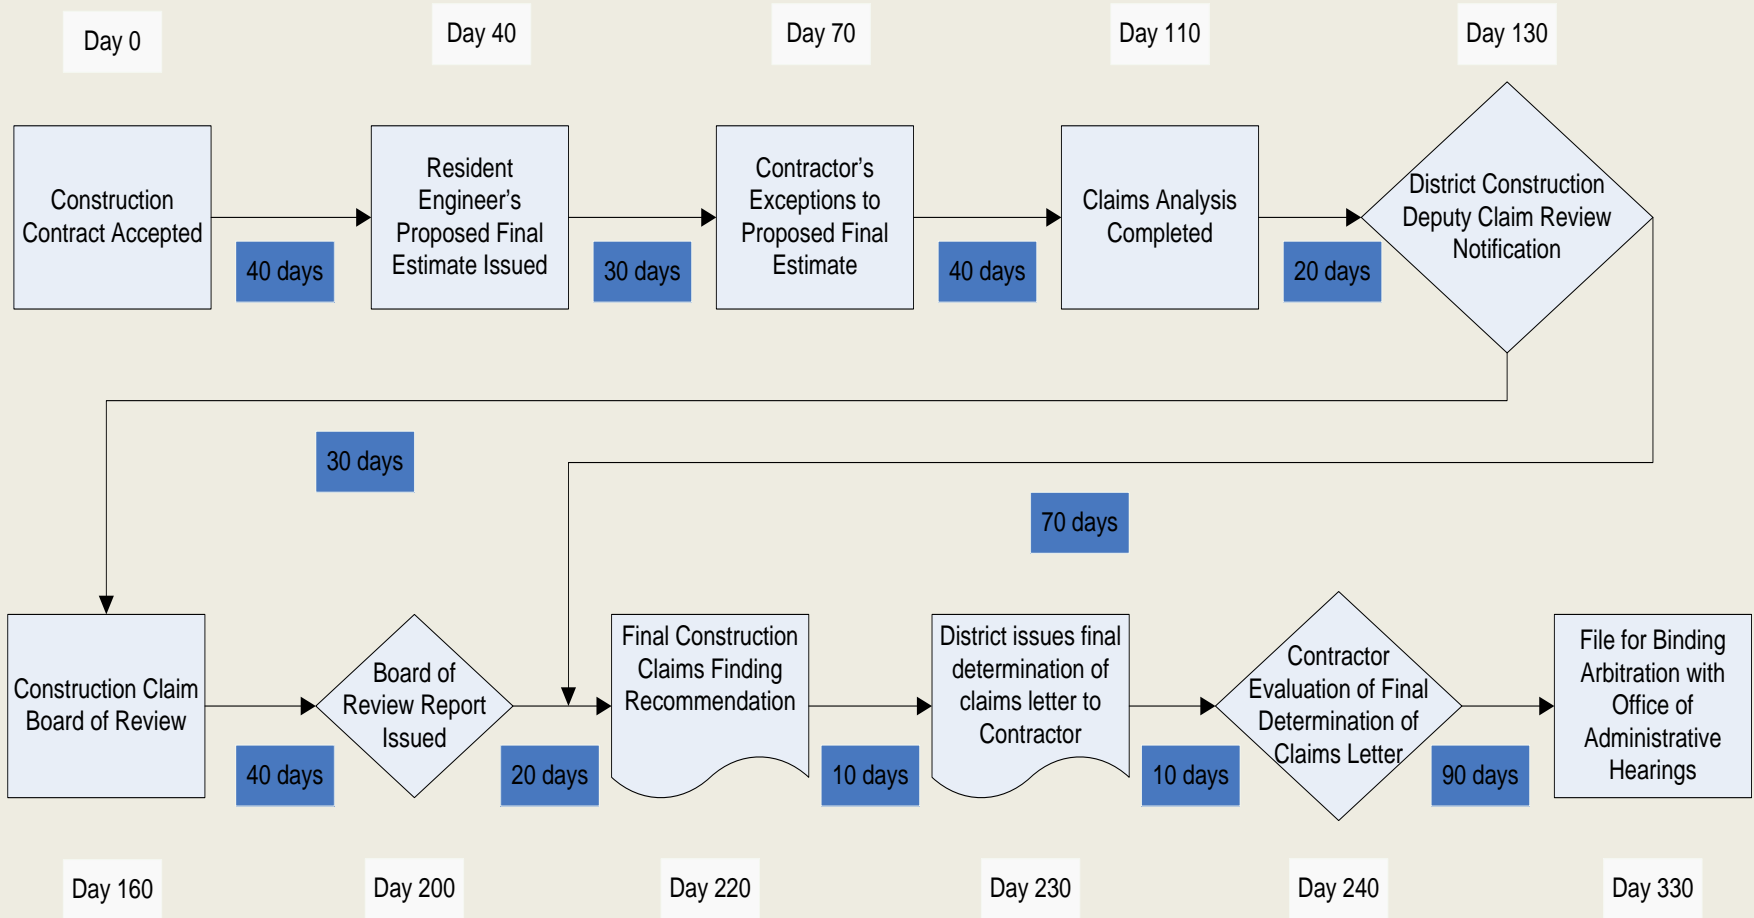 Day 0
Day 40
Day 70
Day 110
Day 130
Construction
Contract Accepted
40 days
Resident
Engineer's
Proposed Final
Estimate Issued
30 days
Contractor's
Exceptions to
Proposed Final
Estimate
40 days
Claims Analysis
Completed
20 days
District Construction
Deputy Claim Review
Notification
30 days
70 days
Construction Claim
Board of Review
40 days
Board of
Review Report
Issued
20 days
Final Construction
Claims Finding
Recommendation
10 days
District issues final
determination of
claims letter to
Contractor
10 days
Contractor
Evaluation of Final
Determination of
Claims Letter
90 days
File for Binding
Arbitration with
Office of
Administrative
Hearings
Day 160
Day 200
Day 220
Day 230
Day 240
Day 330